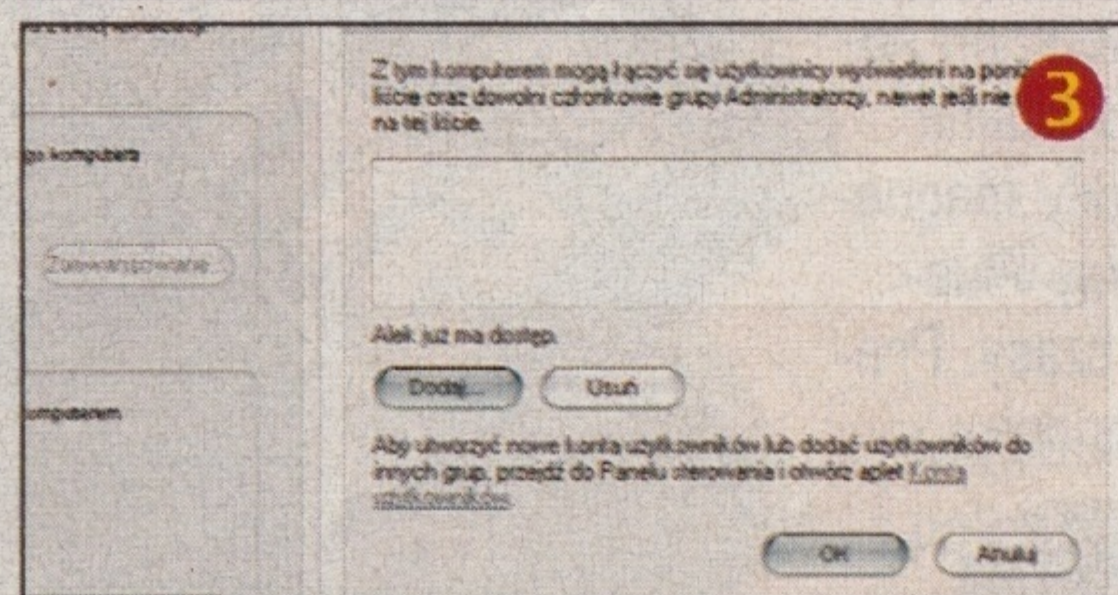 Z tym komputerem mogą łączyć się użytkownicy wyświetleni na
liście oraz dowolni członkowie grupy Administratorzy, nawet jeśli nie
na tej liście.
3
go komputera
Zaawansowane...
Alek już ma dostęp.
Dodaj...
Usuń
omputerem
Aby utworzyć nowe konta użytkowników lub dodać użytkowników do
innych grup, przejdź do Panelu sterowania i otwórz aplet Konta
użytkowników.
OK
Anuluj